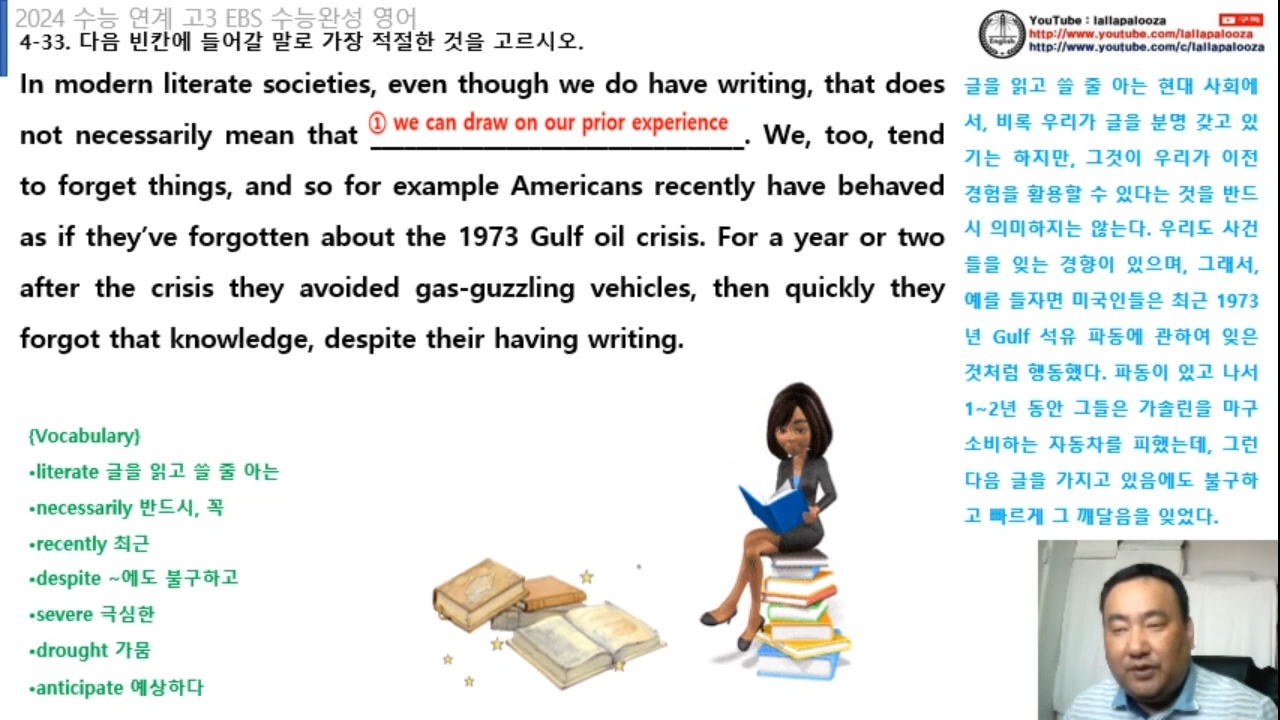 2024 수능 연계 고3 EBS 수능완성 영어
4-33. 다음 빈칸에 들어갈 말로 가장 적절한 것을 고르시오.
YouTube : lallapalooza
구독
http://www.youtube.com/lallapalooza
http://www.youtube.com/c/lallapalooza
English
In modern literate societies, even though we do have writing, that does
not necessarily mean that ① we can draw on our prior experience. We, too, tend
to forget things, and so for example Americans recently have behaved
as if they’ve forgotten about the 1973 Gulf oil crisis. For a year or two
after the crisis they avoided gas-guzzling vehicles, then quickly they
forgot that knowledge, despite their having writing.
글을 읽고 쓸 줄 아는 현대 사회에
서, 비록 우리가 글을 분명 갖고 있
기는 하지만, 그것이 우리가 이전
경험을 활용할 수 있다는 것을 반드
시 의미하지는 않는다. 우리도 사건
들을 잊는 경향이 있으며, 그래서,
예를 들자면 미국인들은 최근 1973
년 Gulf 석유 파동에 관하여 잊은
것처럼 행동했다. 파동이 있고 나서
1~2년 동안 그들은 가솔린을 마구
소비하는 자동차를 피했는데, 그런
다음 글을 가지고 있음에도 불구하
고 빠르게 그 깨달음을 잊었다.
{Vocabulary}
•literate 글을 읽고 쓸 줄 아는
•necessarily 반드시, 꼭
•recently 최근
•despite ~에도 불구하고
•severe 극심한
•drought 가뭄
•anticipate 예상하다